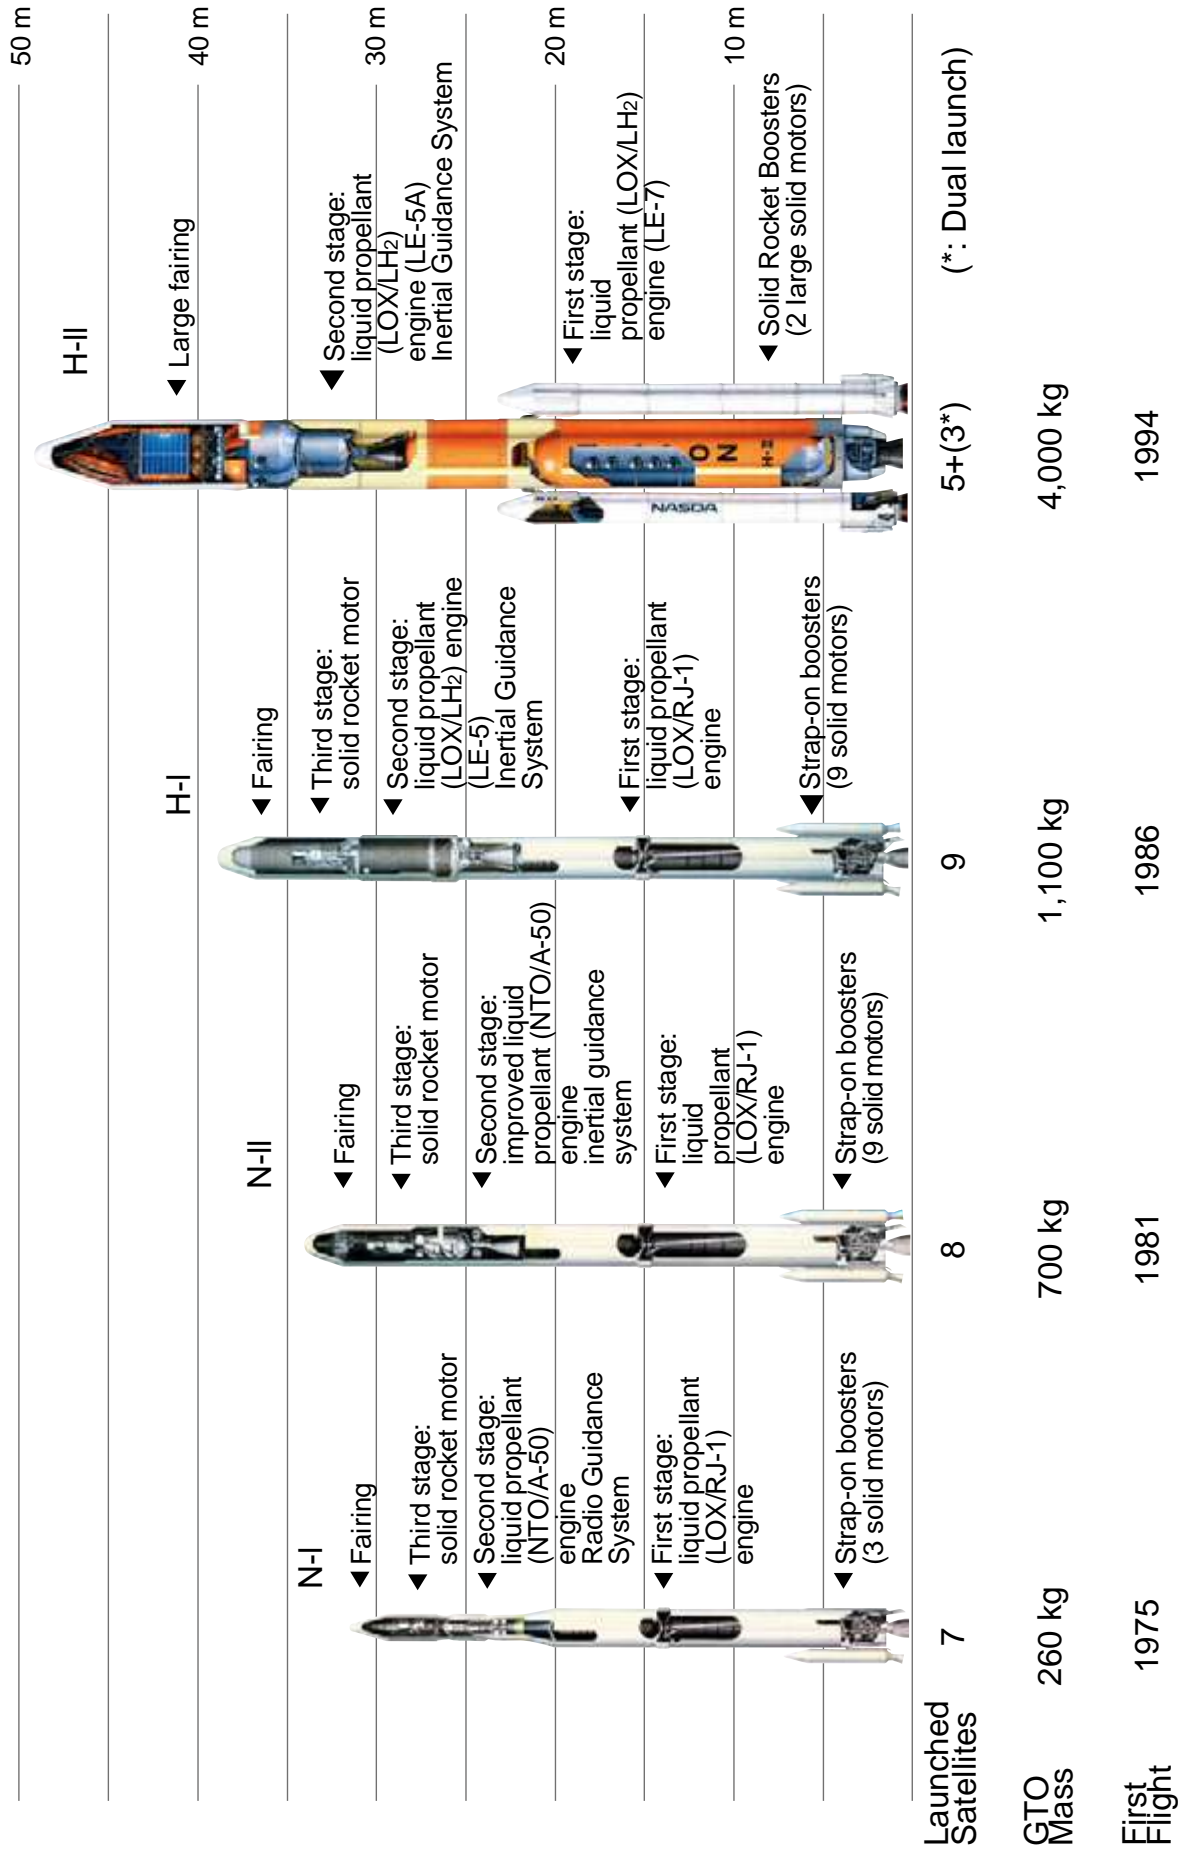 50 m
40 m
30 m
20 m
10 m
N-I
Fairing
Third stage:
solid rocket motor
Second stage:
liquid propellant
(NTO/A-50)
engine
Radio Guidance
System
First stage:
liquid propellant
(LOX/RJ-1)
engine
Strap-on boosters
(3 solid motors)
N-II
Fairing
Third stage:
solid rocket motor
Second stage:
improved liquid
propellant (NTO/A-50)
engine
inertial guidance
system
First stage:
liquid
propellant
(LOX/RJ-1)
engine
Strap-on boosters
(9 solid motors)
H-I
Fairing
Third stage:
solid rocket motor
Second stage:
liquid propellant
(LOX/LH2) engine
(LE-5)
Inertial Guidance
System
First stage:
liquid propellant
(LOX/RJ-1)
engine
Strap-on boosters
(9 solid motors)
H-II
Large fairing
Second stage:
liquid propellant
(LOX/LH2)
engine (LE-5A)
Inertial Guidance System
First stage:
liquid
propellant (LOX/LH2)
engine (LE-7)
Solid Rocket Boosters
(2 large solid motors)
NASDA
N
O
H-II
Launched
Satellites
7
8
9
5+(3*)
(*: Dual launch)
GTO
Mass
260 kg
700 kg
1,100 kg
4,000 kg
First
Flight
1975
1981
1986
1994